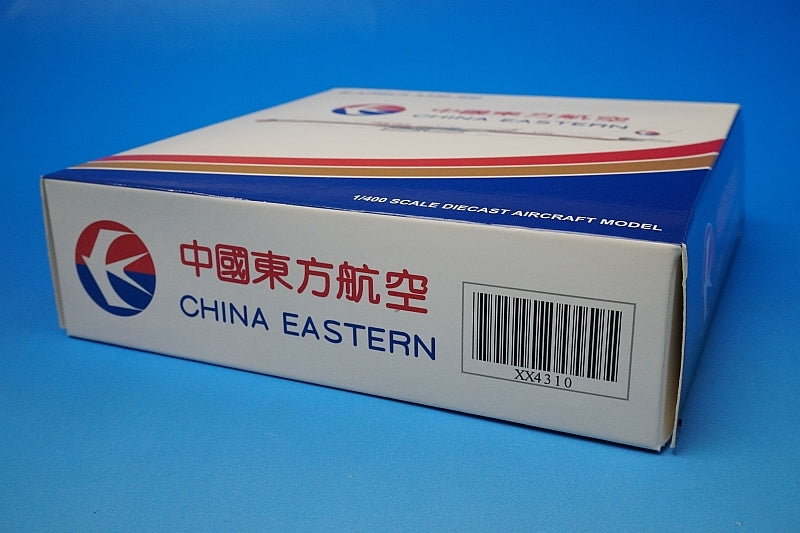 中國東方航空
CHINA EASTERN
1/400 SCALE DIECAST AIRCRAFT MODEL
中國東方航空
CHINA EASTERN
XX4310